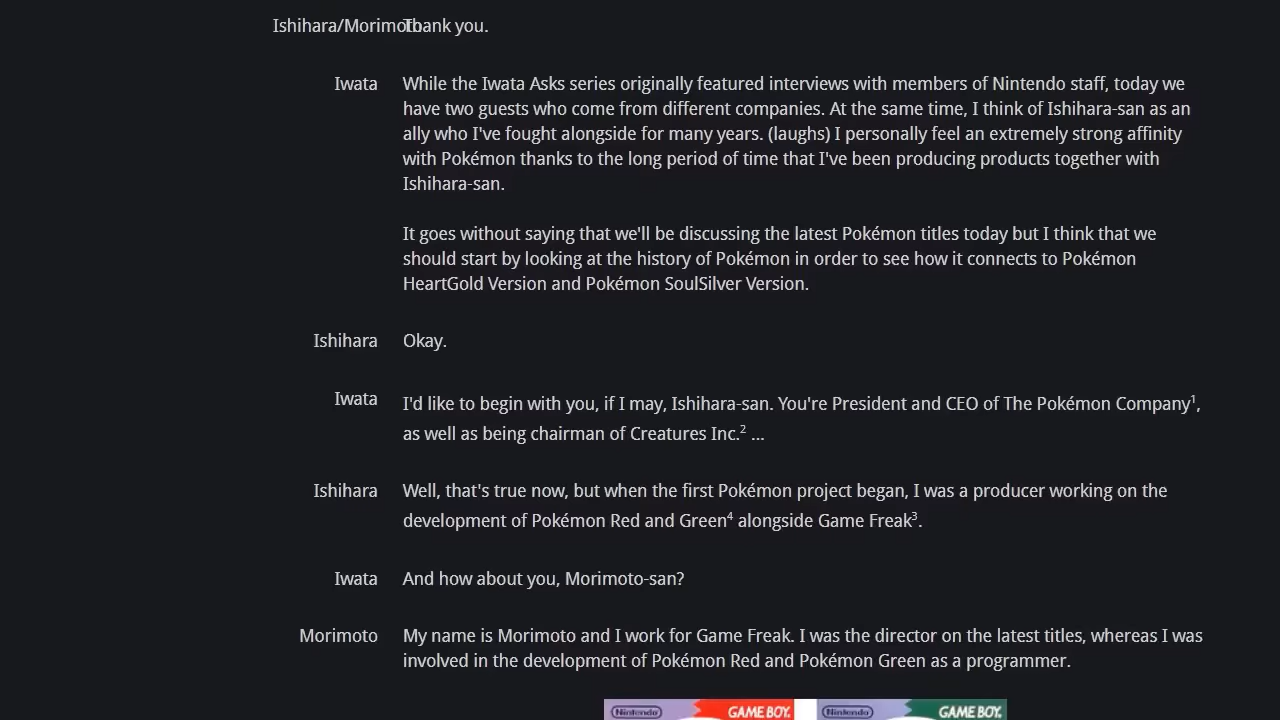 Ishihara/Morimoto Thank you.
Iwata While the Iwata Asks series originally featured interviews with members of Nintendo staff, today we
have two guests who come from different companies. At the same time, I think of Ishihara-san as an
ally who I've fought alongside for many years. (laughs) I personally feel an extremely strong affinity
with Pokémon thanks to the long period of time that I've been producing products together with
Ishihara-san.
It goes without saying that we'll be discussing the latest Pokémon titles today but I think that we
should start by looking at the history of Pokémon in order to see how it connects to Pokémon
HeartGold Version and Pokémon SoulSilver Version.
Ishihara Okay.
Iwata I'd like to begin with you, if I may, Ishihara-san. You're President and CEO of The Pokémon Company1,
as well as being chairman of Creatures Inc.2 ...
Ishihara Well, that's true now, but when the first Pokémon project began, I was a producer working on the
development of Pokémon Red and Green4 alongside Game Freak3.
Iwata And how about you, Morimoto-san?
Morimoto My name is Morimoto and I work for Game Freak. I was the director on the latest titles, whereas I was
involved in the development of Pokémon Red and Pokémon Green as a programmer.
Nintendo GAME BOY. Nintendo GAME BOY.